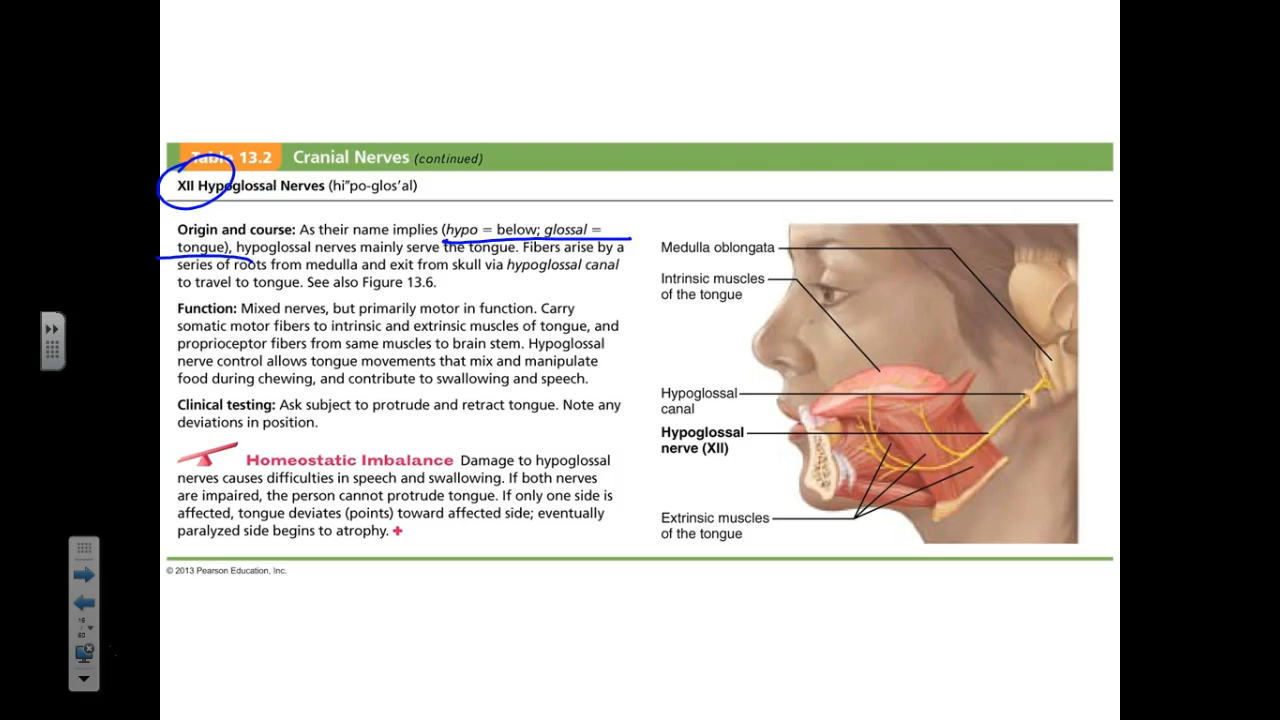 Table 13.2 Cranial Nerves (continued)
XII Hypoglossal Nerves (hi″po-glos′al)
Origin and course: As their name implies (hypo = below; glossal =
tongue), hypoglossal nerves mainly serve the tongue. Fibers arise by a
series of roots from medulla and exit from skull via hypoglossal canal
to travel to tongue. See also Figure 13.6.
Function: Mixed nerves, but primarily motor in function. Carry
somatic motor fibers to intrinsic and extrinsic muscles of tongue, and
proprioceptor fibers from same muscles to brain stem. Hypoglossal
nerve control allows tongue movements that mix and manipulate
food during chewing, and contribute to swallowing and speech.
Clinical testing: Ask subject to protrude and retract tongue. Note any
deviations in position.
Homeostatic Imbalance Damage to hypoglossal
nerves causes difficulties in speech and swallowing. If both nerves
are impaired, the person cannot protrude tongue. If only one side is
affected, tongue deviates (points) toward affected side; eventually
paralyzed side begins to atrophy.
Medulla oblongata
Intrinsic muscles
of the tongue
Hypoglossal
canal
Hypoglossal
nerve (XII)
Extrinsic muscles
of the tongue
© 2013 Pearson Education, Inc.